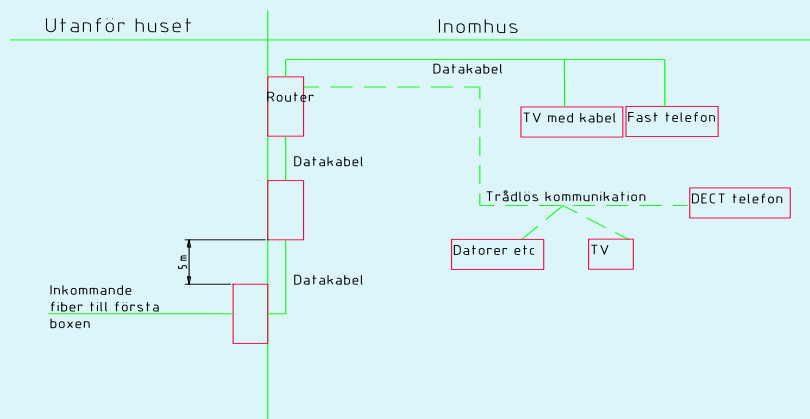 Utanför huset
Inomhus
Datakabel
Router
TV med kabel
Fast telefon
Datakabel
Trådlös kommunikation
DECT telefon
Datorer etc
TV
5m
Datakabel
Inkommande
fiber till första
boxen